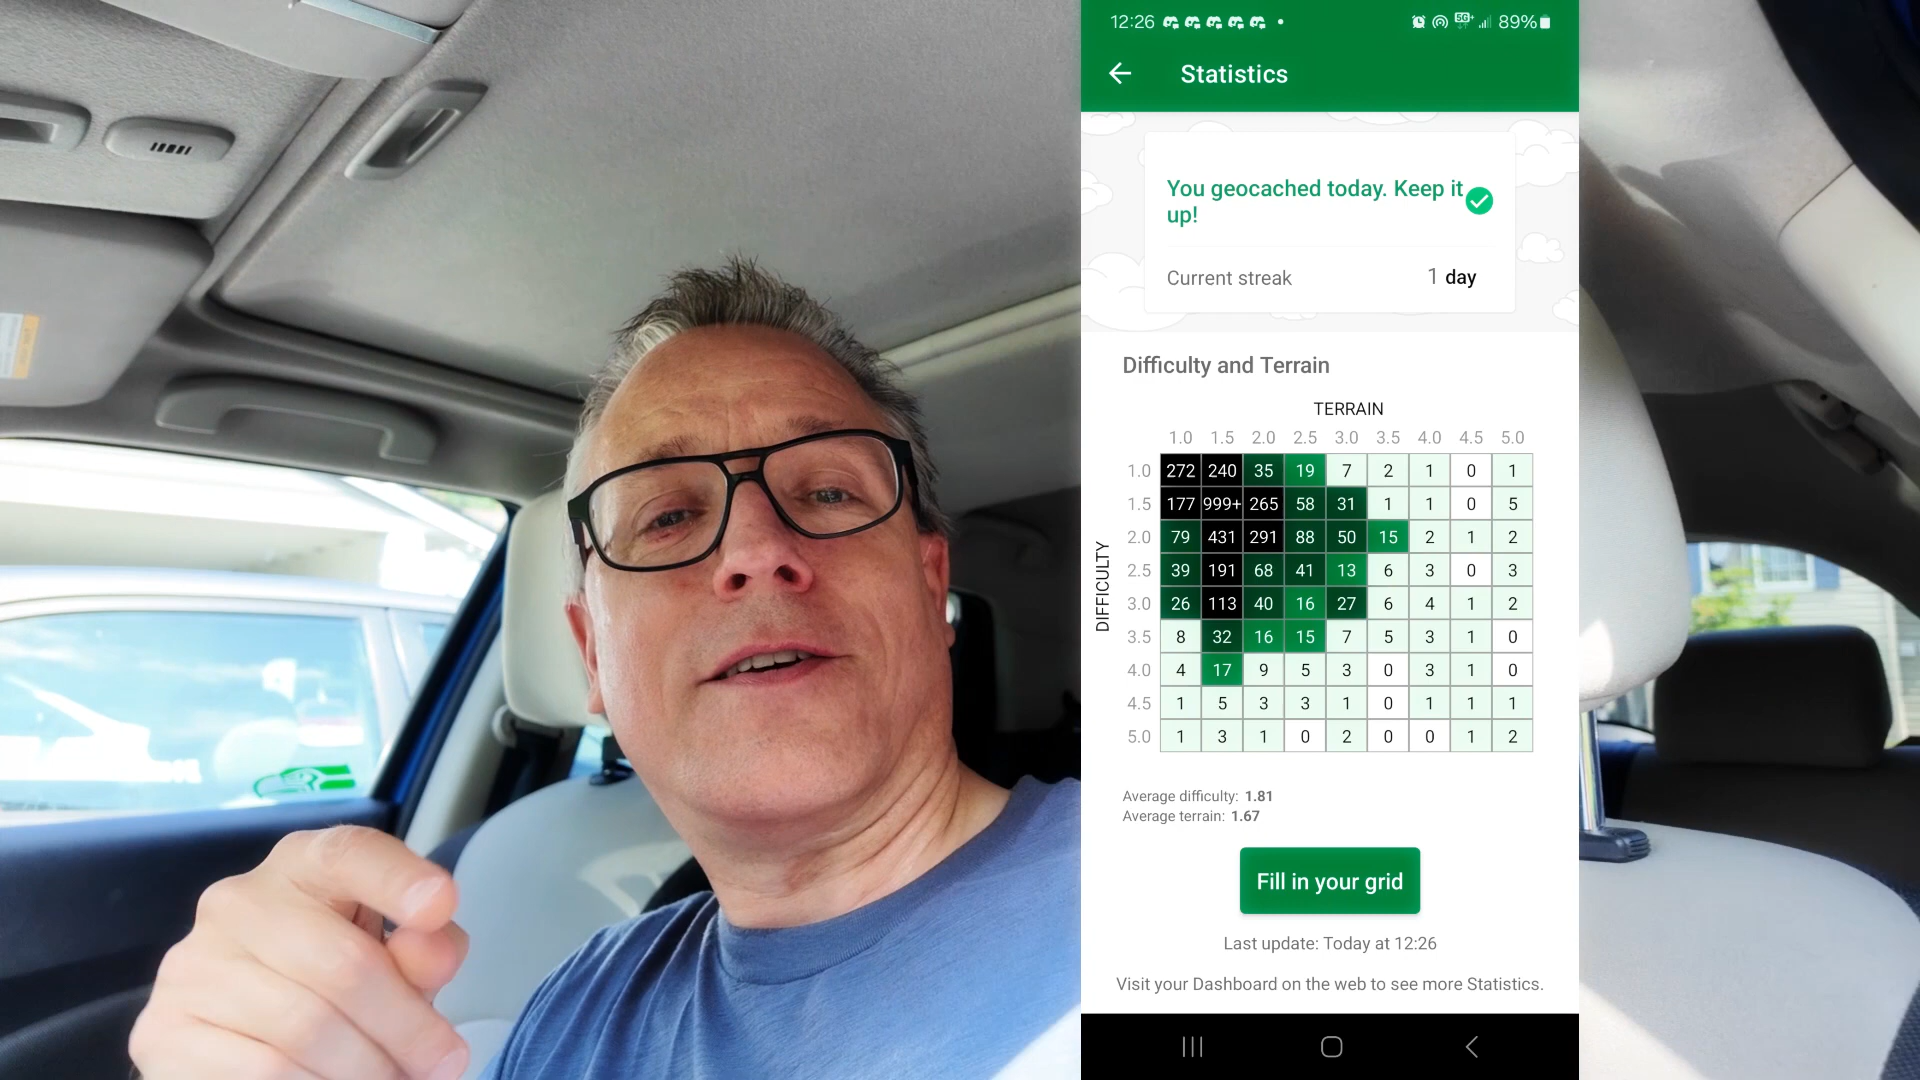 12:26
5G+
89%
Statistics
You geocached today. Keep it
up!
Current streak 1 day
Difficulty and Terrain
TERRAIN
1.0 1.5 2.0 2.5 3.0 3.5 4.0 4.5 5.0
DIFFICULTY
1.0 272 240 35 19 7 2 1 0 1
1.5 177 999+ 265 58 31 1 1 0 5
2.0 79 431 291 88 50 15 2 1 2
2.5 39 191 68 41 13 6 3 0 3
3.0 26 113 40 16 27 6 4 1 2
3.5 8 32 16 15 7 5 3 1 0
4.0 4 17 9 5 3 0 3 1 0
4.5 1 5 3 3 1 0 1 1 1
5.0 1 3 1 0 2 0 0 1 2
Average difficulty: 1.81
Average terrain: 1.67
Fill in your grid
Last update: Today at 12:26
Visit your Dashboard on the web to see more Statistics.